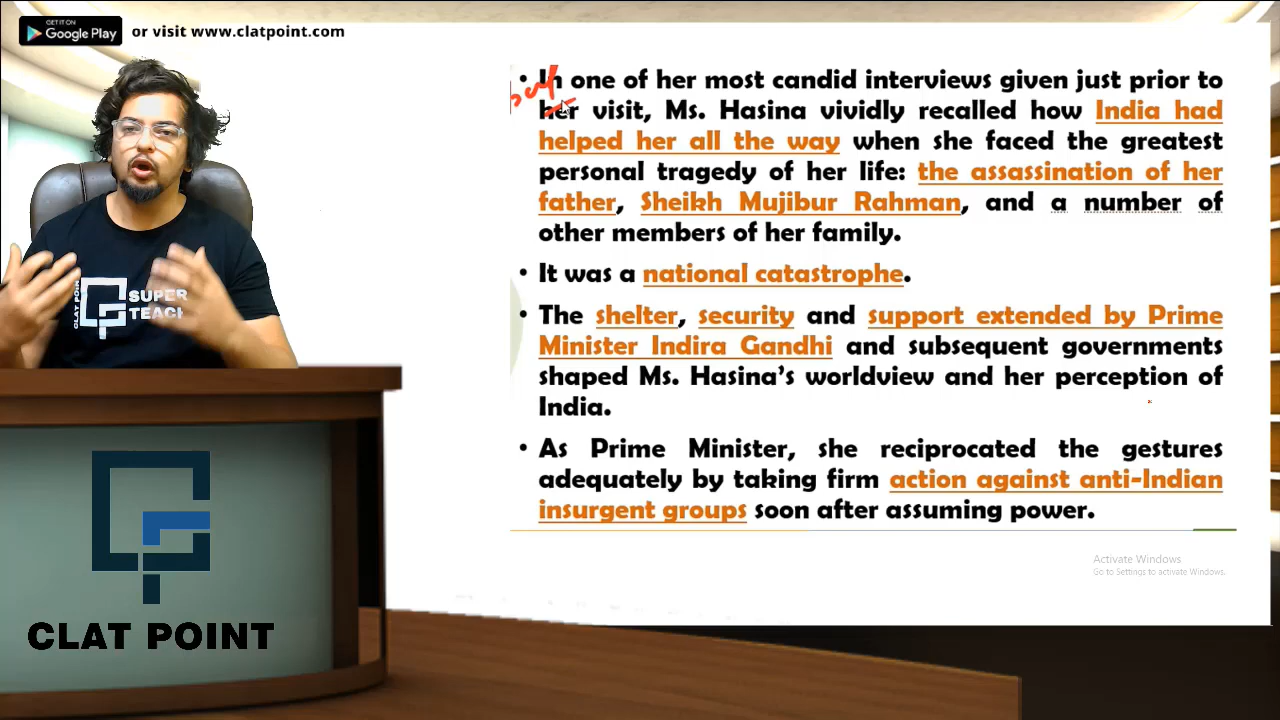 GET IT ON
Google Play
or visit www.clatpoint.com
• In one of her most candid interviews given just prior to
her visit, Ms. Hasina vividly recalled how India had
helped her all the way when she faced the greatest
personal tragedy of her life: the assassination of her
father, Sheikh Mujibur Rahman, and a number of
other members of her family.
• It was a national catastrophe.
• The shelter, security and support extended by Prime
Minister Indira Gandhi and subsequent governments
shaped Ms. Hasina's worldview and her perception of
India.
• As Prime Minister, she reciprocated the gestures
adequately by taking firm action against anti-Indian
insurgent groups soon after assuming power.
Activate Windows
Go to Settings to activate Windows.
CLAT POINT
SUPER
TEACH
CLAT POINT